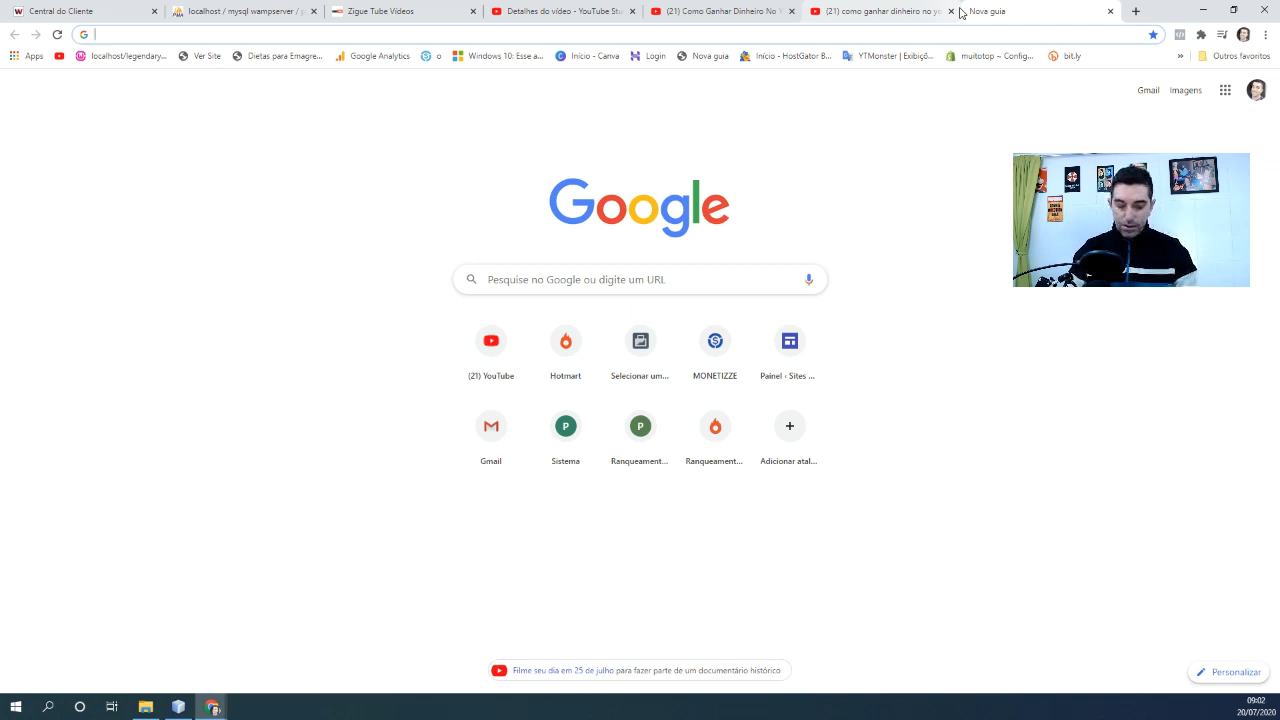 Central do Cliente
localhost / mysql wampserver / p
Zigue Tube Vídeos
Detalhes do vídeo - YouTube Stu
(21) Como Ganhar Dinheiro No Y
(21) como ganhar dinheiro no yo
Nova guia
Apps
localhost/legendary...
Ver Site
Dietas para Emagre...
Google Analytics
o
Windows 10: Esse a...
Início - Canva
Login
Nova guia
Início - HostGator B...
YTMonster | Exibiçõ...
muitotop ~ Config...
bit.ly
»
Outros favoritos
Gmail
Imagens
Google
Pesquise no Google ou digite um URL
(21) YouTube
Hotmart
Selecionar um...
MONETIZZE
Painel ‹ Sites ...
Gmail
P
Sistema
P
Ranqueament...
Ranqueament...
Adicionar atal...
Filme seu dia em 25 de julho para fazer parte de um documentário histórico
Personalizar
09:02
20/07/2020